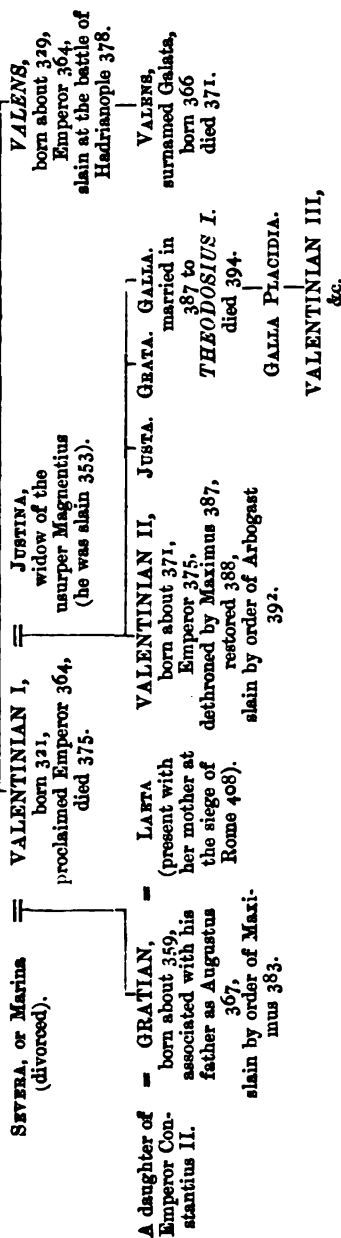 SEVERA, or Marina
(divorced).
=
VALENTINIAN I,
born 321,
proclaimed Emperor 364,
died 375.
=
JUSTINA,
widow of the
usurper Magnentius
(he was slain 353).
VALENS,
born about 329,
Emperor 364,
slain at the battle of
Hadrianople 378.
A daughter of
Emperor Con-
stantius II.
=
GRATIAN,
born about 359,
associated with his
father as Augustus
367,
slain by order of Maxi-
mus 383.
=
LAETA
(present with
her mother at
the siege of
Rome 408).
VALENTINIAN II,
born about 371,
Emperor 375,
dethroned by Maximus 387,
restored 388,
slain by order of Arbogast
392.
JUSTA.
GRATA.
GALLA.
married in
387 to
THEODOSIUS I.
died 394.
GALLA PLACIDIA.
VALENTINIAN III,
&c.
VALENS,
surnamed Galata,
born 366
died 371.